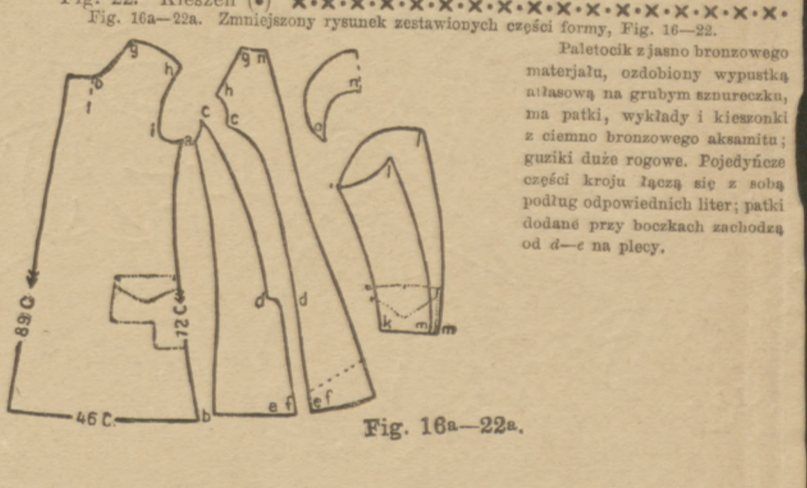 Fig. 22. Kieszeń (•)
Fig. 16a—22a. Zmniejszony rysunek zestawionych części formy, Fig. 16—22.
Paletocik z jasno bronzowego
materjału, ozdobiony wypustką
atłasową na grubym sznureczku,
ma patki, wykłady i kieszonki
z ciemno bronzowego aksamitu;
guziki duże rogowe. Pojedyńcze
części kroju łączą się z sobą
podług odpowiednich liter; patki
dodane przy boczkach zachodzą
od d—e na plecy.
g
h
i
a
g n
h
c
c
n
o
l
l
89 C
12 C
d
d
k
m
m
46 C.
b
e f
e f
Fig. 16a—22a.